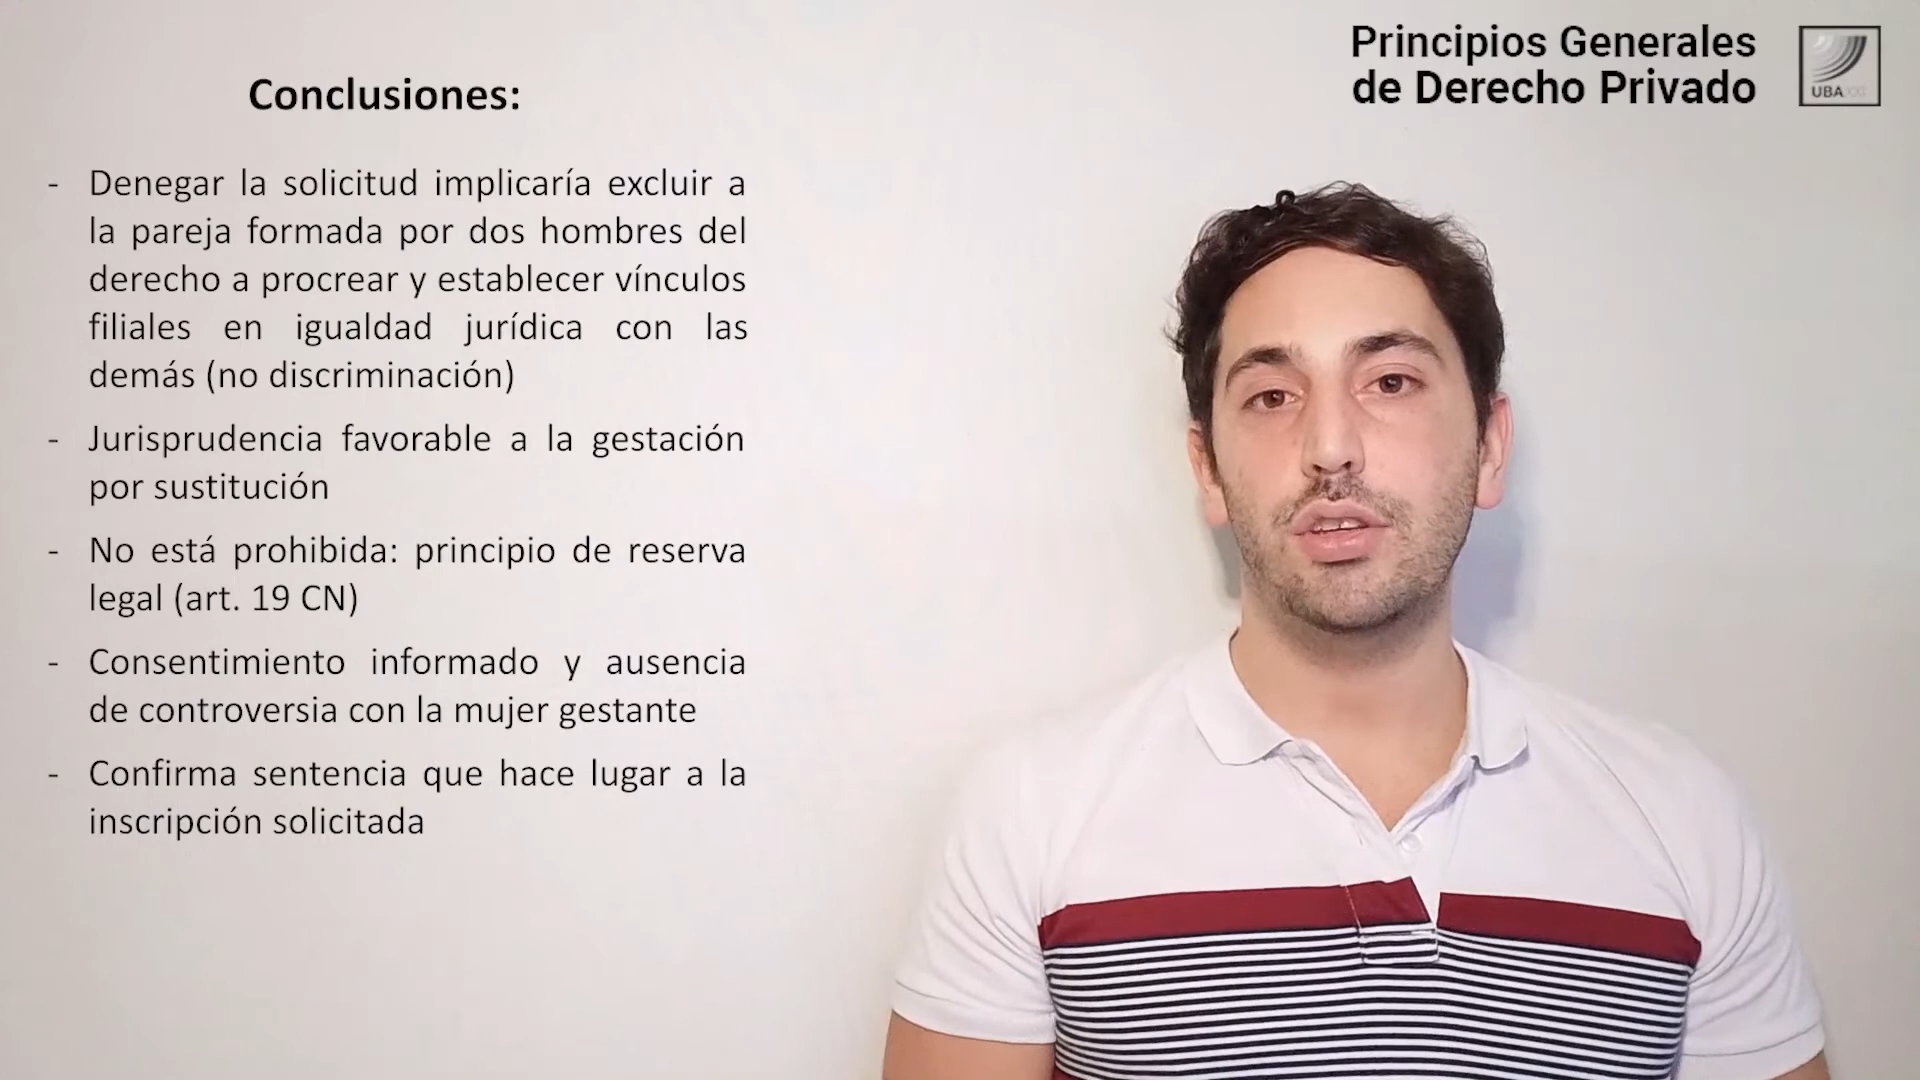 Principios Generales
de Derecho Privado
UBA XXI
Conclusiones:
- Denegar la solicitud implicaría excluir a
la pareja formada por dos hombres del
derecho a procrear y establecer vínculos
filiales en igualdad jurídica con las
demás (no discriminación)
- Jurisprudencia favorable a la gestación
por sustitución
- No está prohibida: principio de reserva
legal (art. 19 CN)
- Consentimiento informado y ausencia
de controversia con la mujer gestante
- Confirma sentencia que hace lugar a la
inscripción solicitada